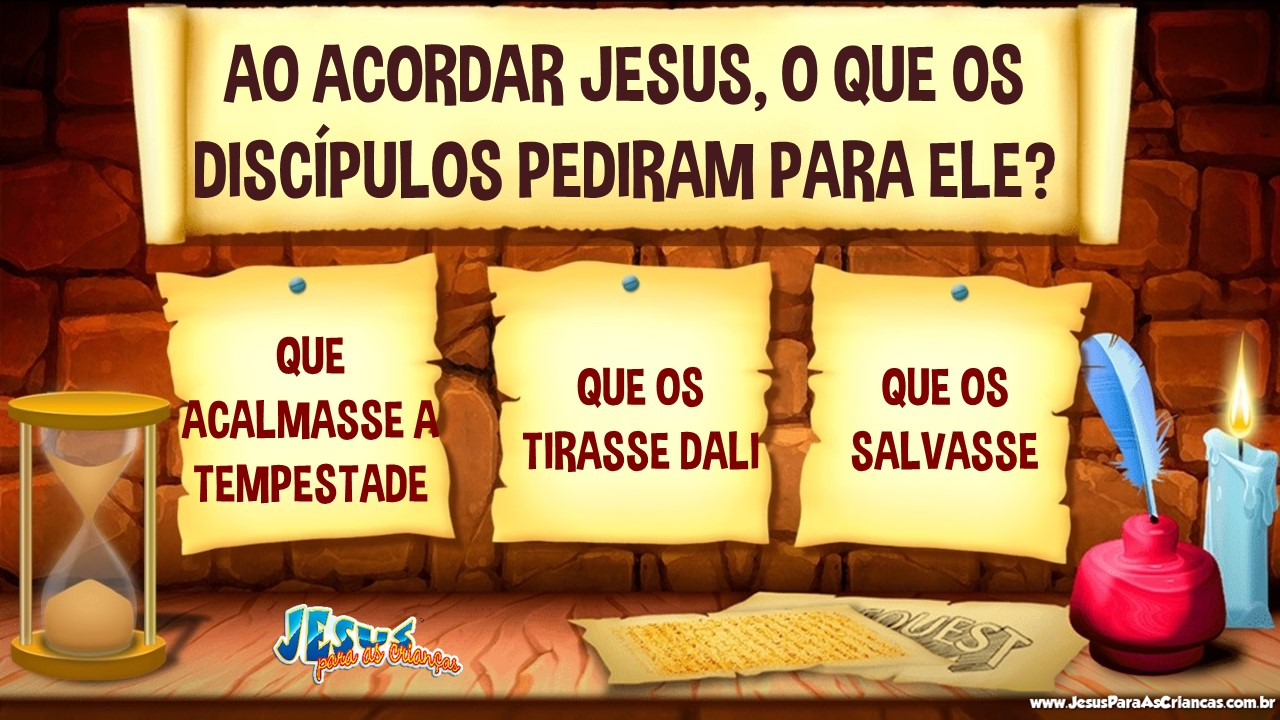 AO ACORDAR JESUS, O QUE OS
DISCÍPULOS PEDIRAM PARA ELE?
QUE
ACALMASSE A
TEMPESTADE
QUE OS
TIRASSE DALI
QUE OS
SALVASSE
JESUS
para as crianças
QUEST
www.JesusParaAsCriancas.com.br